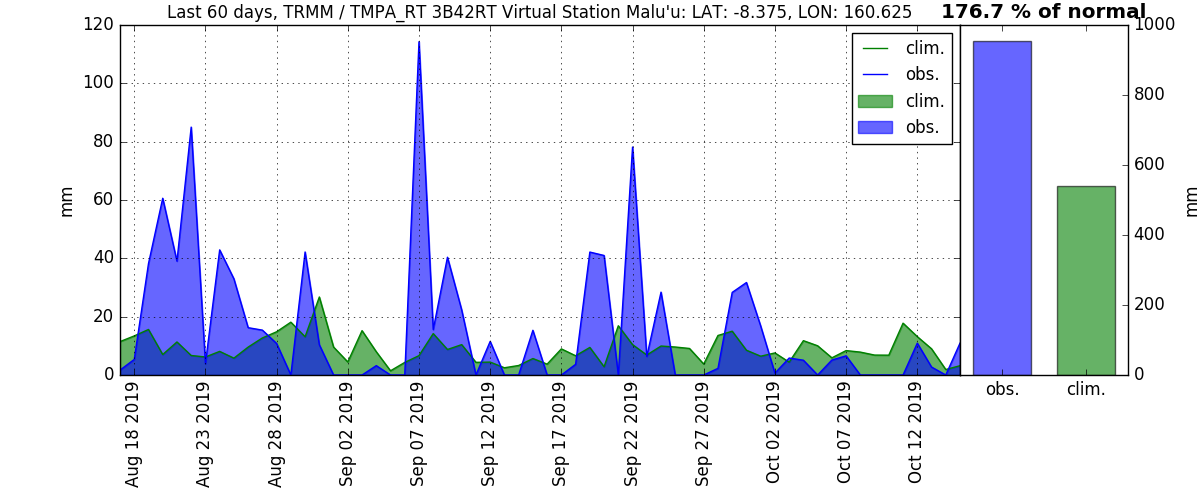 Last 60 days, TRMM / TMPA_RT 3B42RT Virtual Station Malu'u: LAT: -8.375, LON: 160.625
176.7 % of normal
120
100
80
60
40
20
0
mm
clim.
obs.
clim.
obs.
1000
800
600
400
200
0
mm
obs.
clim.
Aug 18 2019
Aug 23 2019
Aug 28 2019
Sep 02 2019
Sep 07 2019
Sep 12 2019
Sep 17 2019
Sep 22 2019
Sep 27 2019
Oct 02 2019
Oct 07 2019
Oct 12 2019